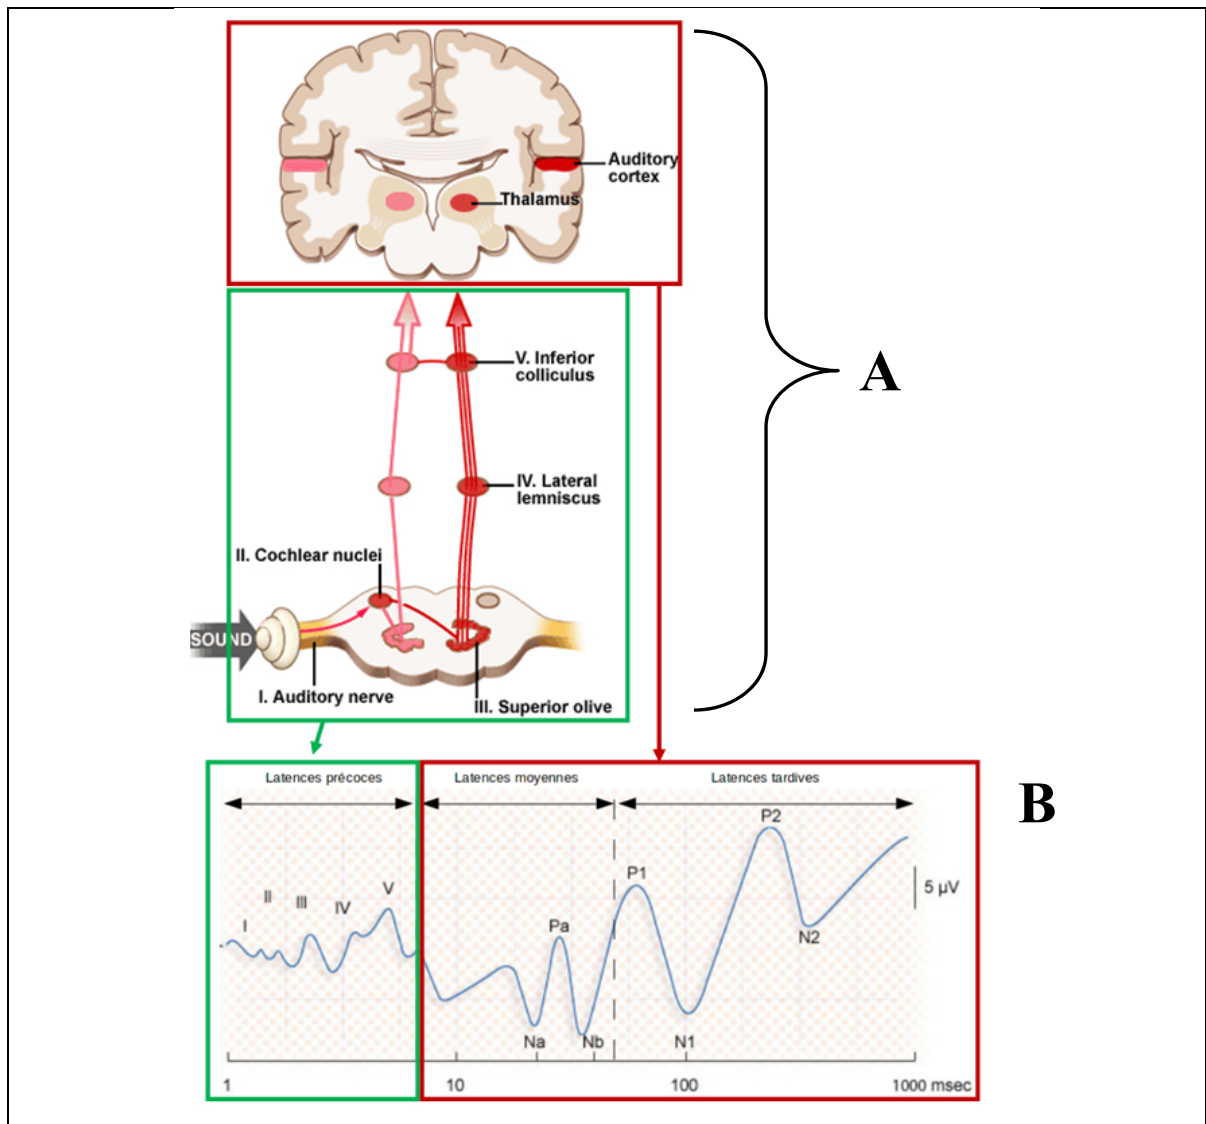 Auditory
cortex
Thalamus
A
V. Inferior
colliculus
IV. Lateral
lemniscus
II. Cochlear nuclei
SOUND
I. Auditory nerve
III. Superior olive
Latences précoces
Latences moyennes
Latences tardives
B
P2
P1
5 µV
V
II
III
IV
I
Pa
N2
Na
Nb
N1
1
10
100
1000 msec